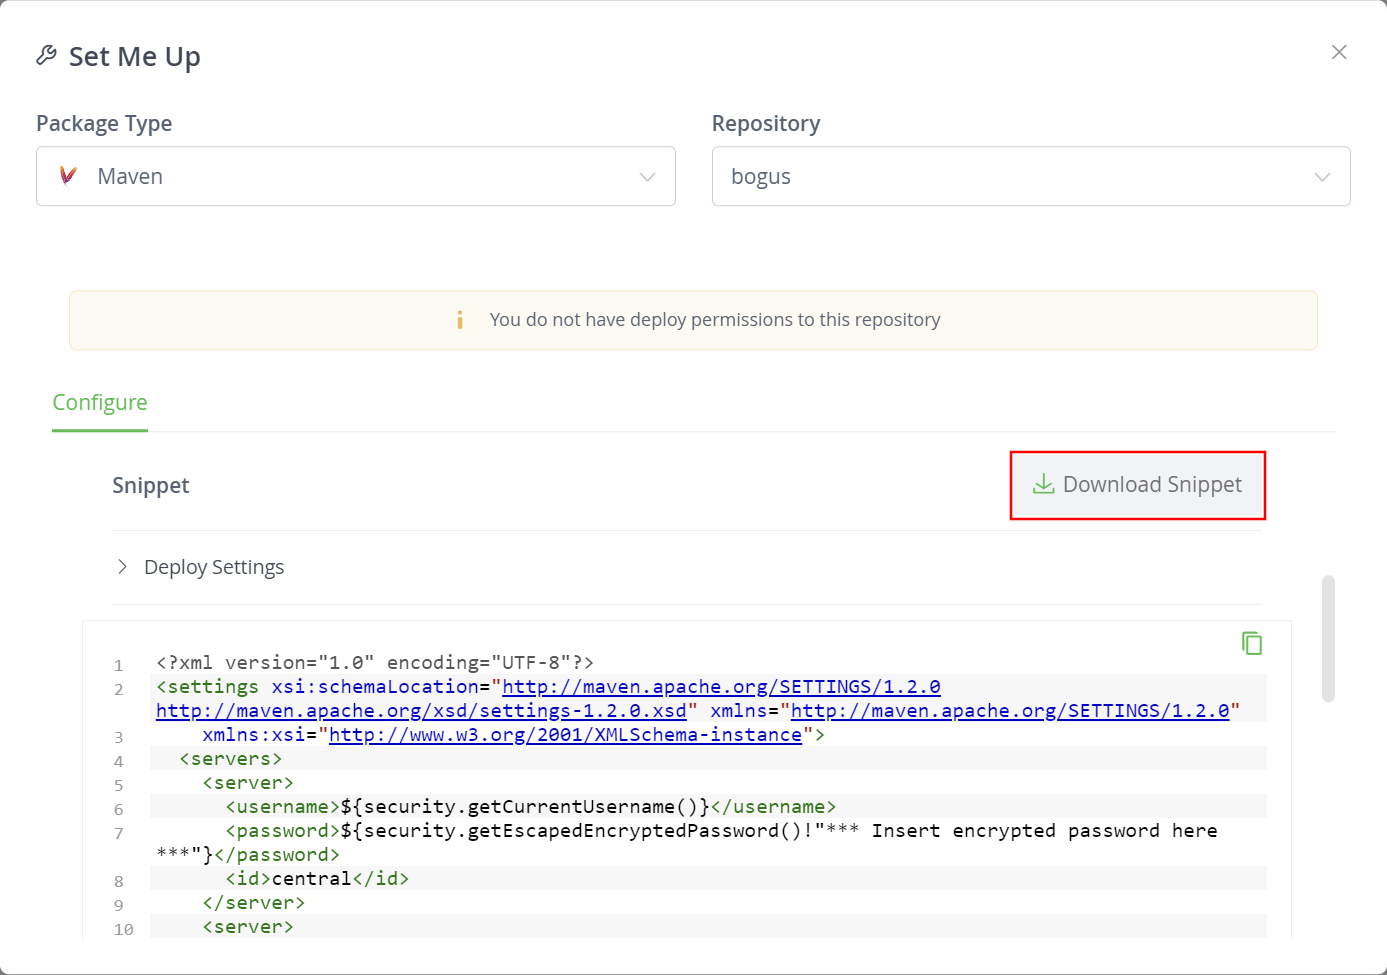 Set Me Up
Package Type
Repository
Maven
bogus
You do not have deploy permissions to this repository
Configure
Snippet
Download Snippet
Deploy Settings
1 <?xml version="1.0" encoding="UTF-8"?>
2 <settings xsi:schemaLocation="http://maven.apache.org/SETTINGS/1.2.0
http://maven.apache.org/xsd/settings-1.2.0.xsd" xmlns="http://maven.apache.org/SETTINGS/1.2.0"
3 xmlns:xsi="http://www.w3.org/2001/XMLSchema-instance">
4 <servers>
5 <server>
6 <username>${security.getCurrentUsername()}</username>
7 <password>${security.getEscapedEncryptedPassword()!"*** Insert encrypted password here
***"}</password>
8 <id>central</id>
9 </server>
10 <server>